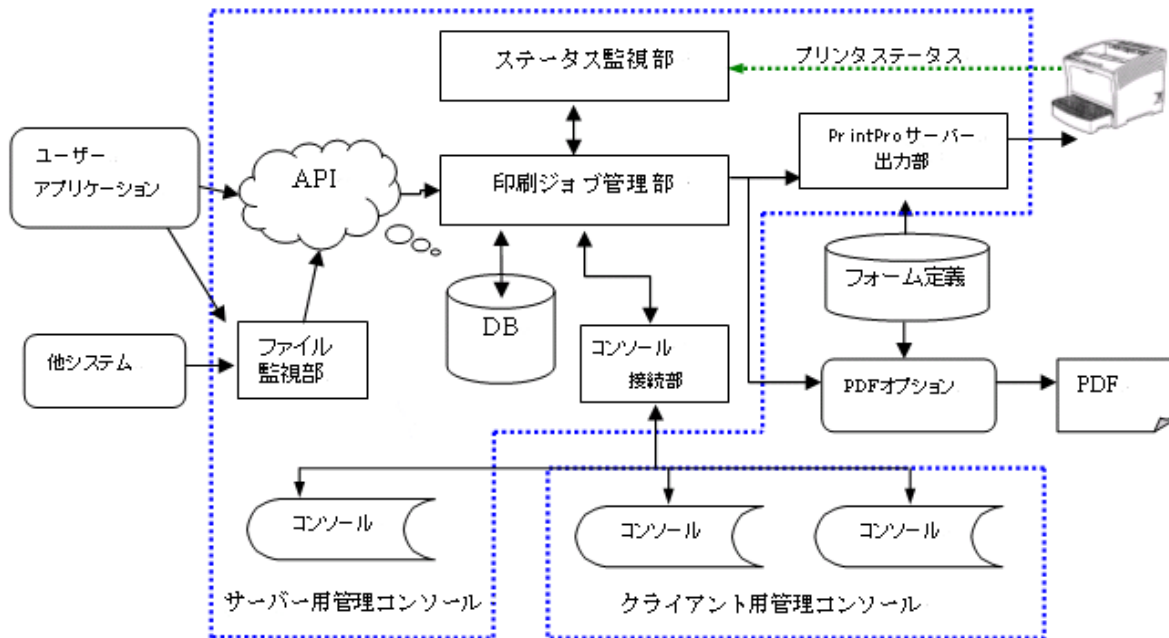 ステータス監視部
プリンタステータス
PrintProサーバー
出力部
ユーザー
アプリケーション
API
印刷ジョブ管理部
フォーム定義
DB
ファイル
監視部
コンソール
接続部
他システム
PDFオプション
PDF
コンソール
コンソール
コンソール
サーバー用管理コンソール
クライアント用管理コンソール